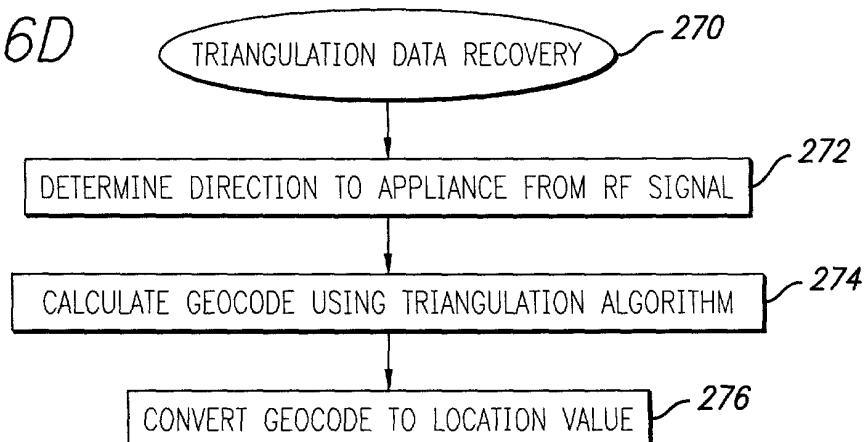 6D
TRIANGULATION DATA RECOVERY
270
DETERMINE DIRECTION TO APPLIANCE FROM RF SIGNAL
272
CALCULATE GEOCODE USING TRIANGULATION ALGORITHM
274
CONVERT GEOCODE TO LOCATION VALUE
276